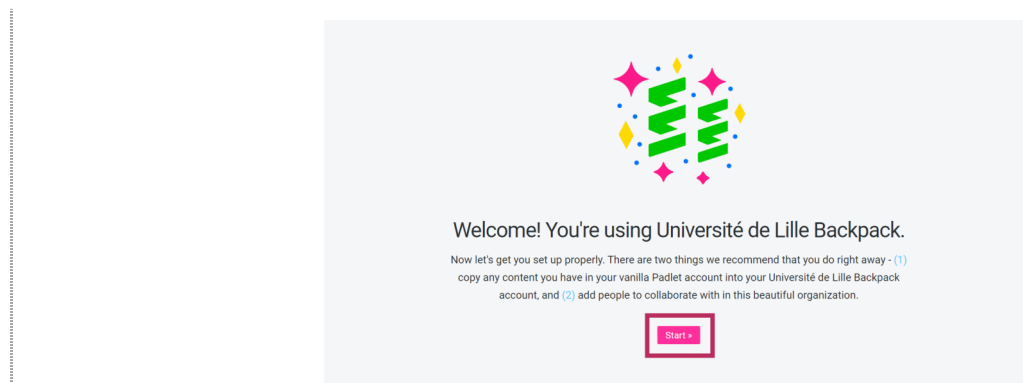 Welcome! You're using Université de Lille Backpack.
Now let's get you set up properly. There are two things we recommend that you do right away - (1)
copy any content you have in your vanilla Padlet account into your Université de Lille Backpack
account, and (2) add people to collaborate with in this beautiful organization.
Start »